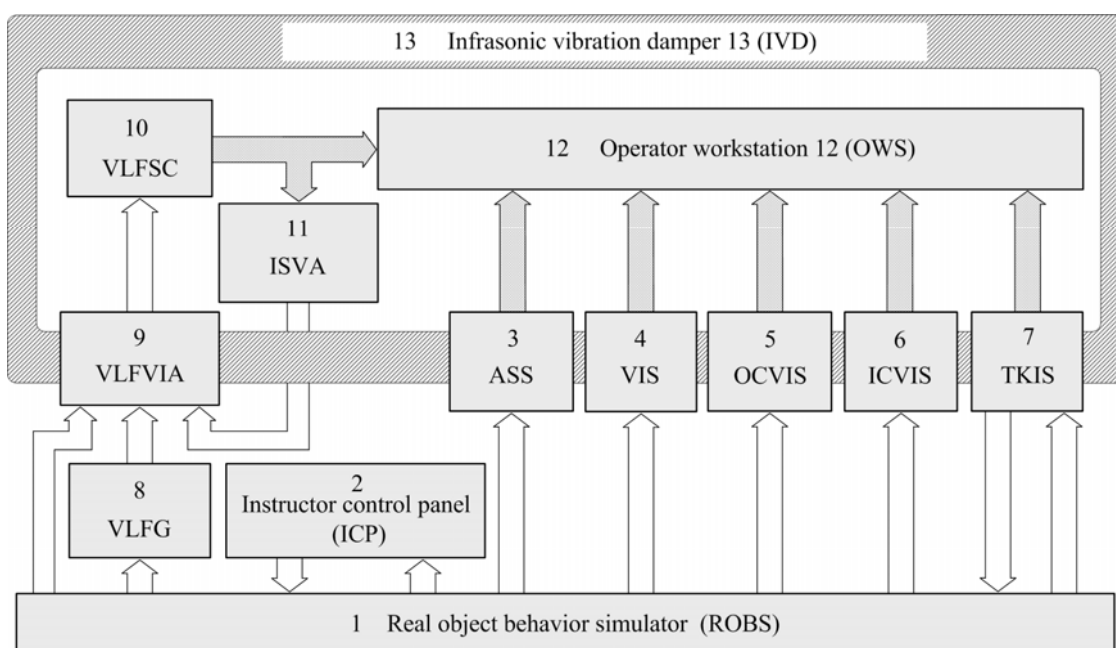 13 Infrasonic vibration damper 13 (IVD)
10
VLFSC
12 Operator workstation 12 (OWS)
11
ISVA
9
VLFVIA
3
ASS
4
VIS
5
OCVIS
6
ICVIS
7
TKIS
8
VLFG
2
Instructor control panel
(ICP)
1 Real object behavior simulator (ROBS)